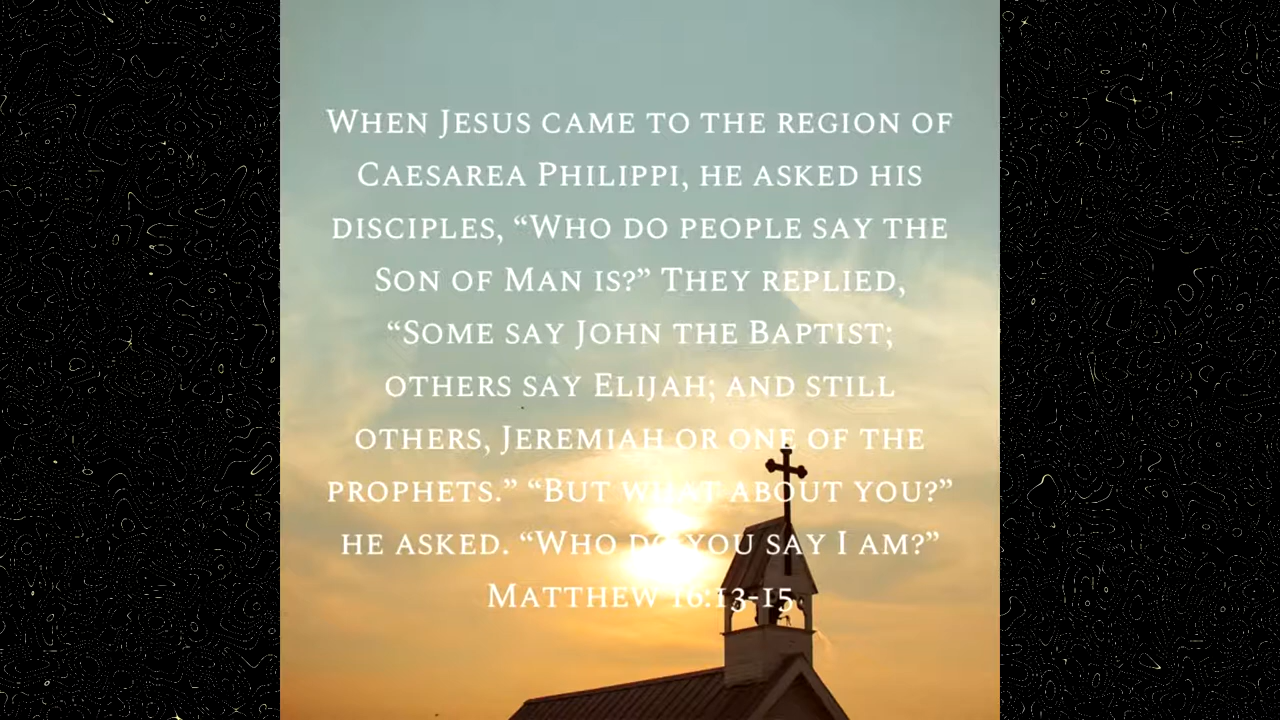 When Jesus came to the region of
Caesarea Philippi, he asked his
disciples, “Who do people say the
Son of Man is?” They replied,
“Some say John the Baptist;
others say Elijah; and still
others, Jeremiah or one of the
prophets.” “But what about you?”
he asked. “Who do you say I am?”
Matthew 16:13-15